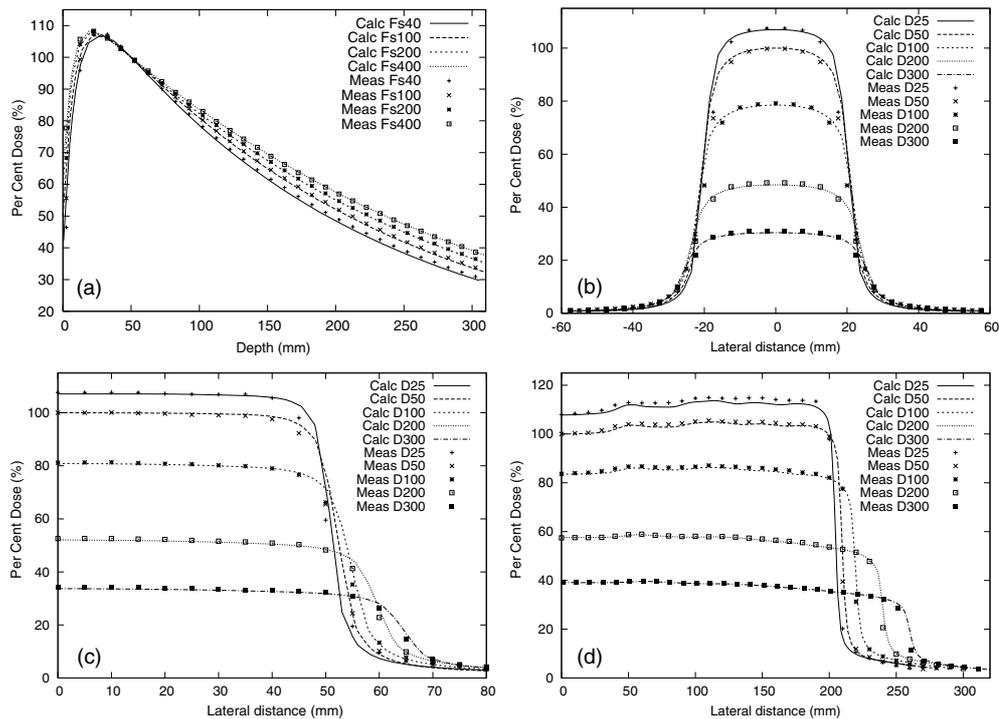 Per Cent Dose (%)
110
100
90
80
70
60
50
40
30
20
0
50
100
150
200
250
300
Depth (mm)
(a)
Calc Fs40
Calc Fs100
Calc Fs200
Calc Fs400
Meas Fs40
Meas Fs100
Meas Fs200
Meas Fs400
Per Cent Dose (%)
100
80
60
40
20
0
-60
-40
-20
0
20
40
60
Lateral distance (mm)
(b)
Calc D25
Calc D50
Calc D100
Calc D200
Calc D300
Meas D25
Meas D50
Meas D100
Meas D200
Meas D300
Per Cent Dose (%)
100
80
60
40
20
0
0
10
20
30
40
50
60
70
80
Lateral distance (mm)
(c)
Calc D25
Calc D50
Calc D100
Calc D200
Calc D300
Meas D25
Meas D50
Meas D100
Meas D200
Meas D300
Per Cent Dose (%)
120
100
80
60
40
20
0
0
50
100
150
200
250
300
Lateral distance (mm)
(d)
Calc D25
Calc D50
Calc D100
Calc D200
Calc D300
Meas D25
Meas D50
Meas D100
Meas D200
Meas D300